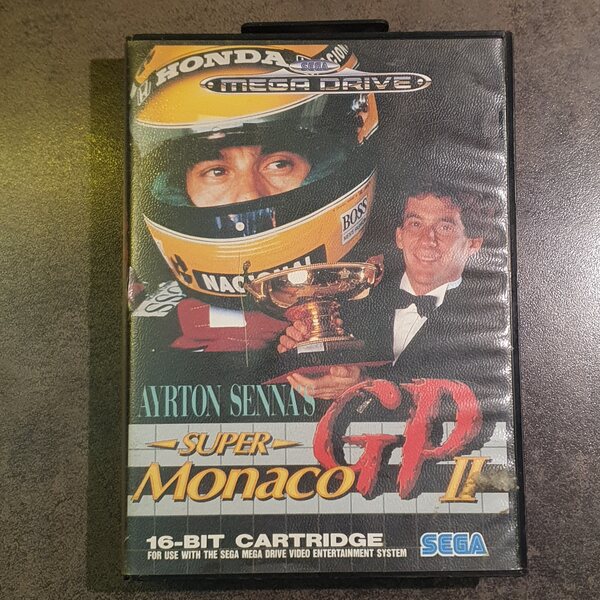 HONDA
SEGA
MEGA DRIVE
BOSS
NACIONAL
AYRTON SENNA'S
SUPER
MONACO GP II
16-BIT CARTRIDGE
FOR USE WITH THE SEGA MEGA DRIVE VIDEO ENTERTAINMENT SYSTEM
SEGA